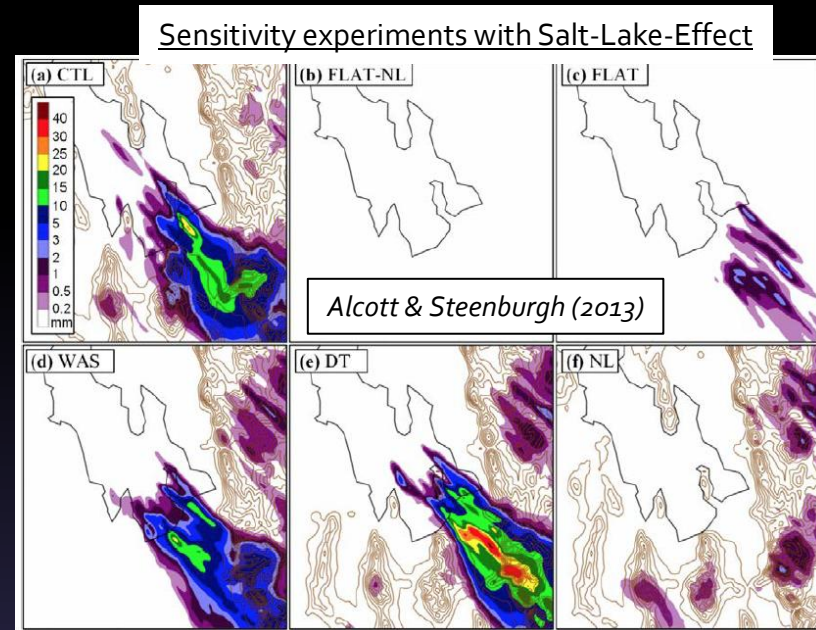 Sensitivity experiments with Salt-Lake-Effect
(a) CTL
(b) FLAT-NL
(c) FLAT
40
30
25
20
15
10
5
3
2
1
0.5
0.2
mm
Alcott & Steenburgh (2013)
(d) WAS
(e) DT
(f) NL